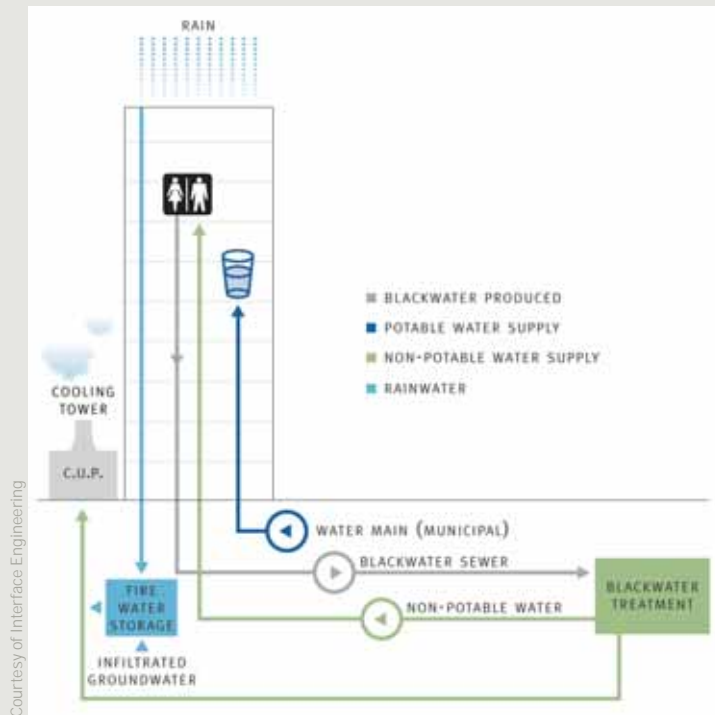 RAIN
BLACKWATER PRODUCED
POTABLE WATER SUPPLY
NON-POTABLE WATER SUPPLY
RAINWATER
COOLING
TOWER
C.U.P.
WATER MAIN (MUNICIPAL)
BLACKWATER SEWER
BLACKWATER
TREATMENT
NON-POTABLE WATER
FIRE
WATER
STORAGE
INFILTRATED
GROUNDWATER
Courtesy of Interface Engineering